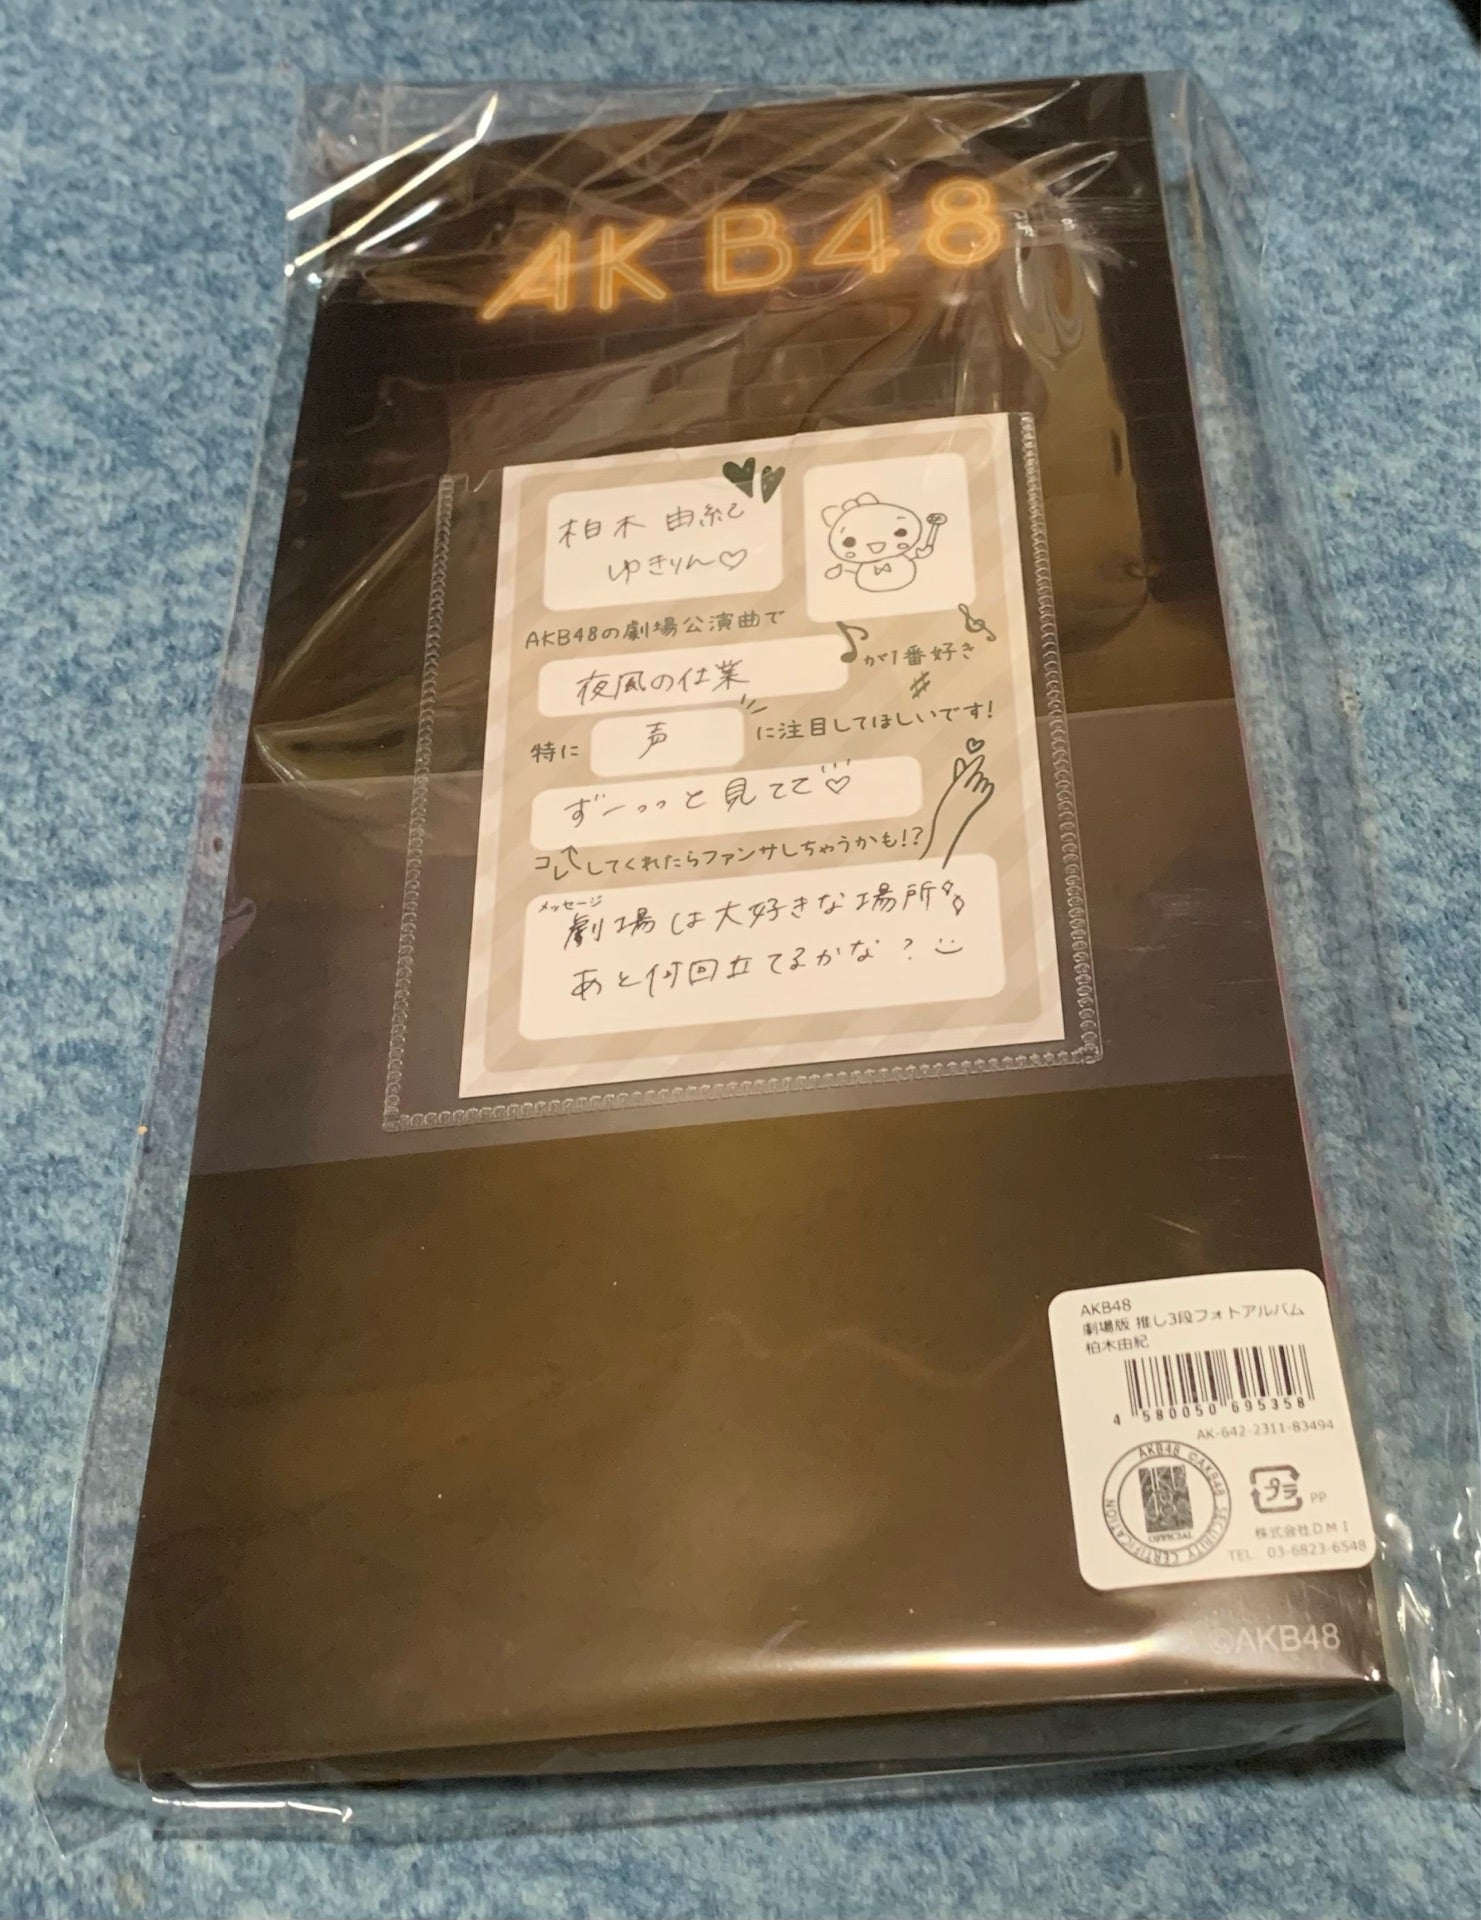 AKB48
柏木 由紀
ゆきりん♡
AKB48の劇場公演曲で
夜風の仕業
が1番好き
特に 声 に注目してほしいです!
ずーっっと見てて

コレしてくれたらファンサしちゃうかも!?
メッセージ
劇場は大好きな場所
あと何回立てるかな?
AKB48
劇場版 推し3段フォトアルバム
柏木由紀
4 580050 695358
AK-642-2311-83494
AKB48 ©AKB48 SECURITY CERTIFICATION
OFFICIAL
プラ PP
株式会社DMI
TEL 03-6823-6548
©AKB48